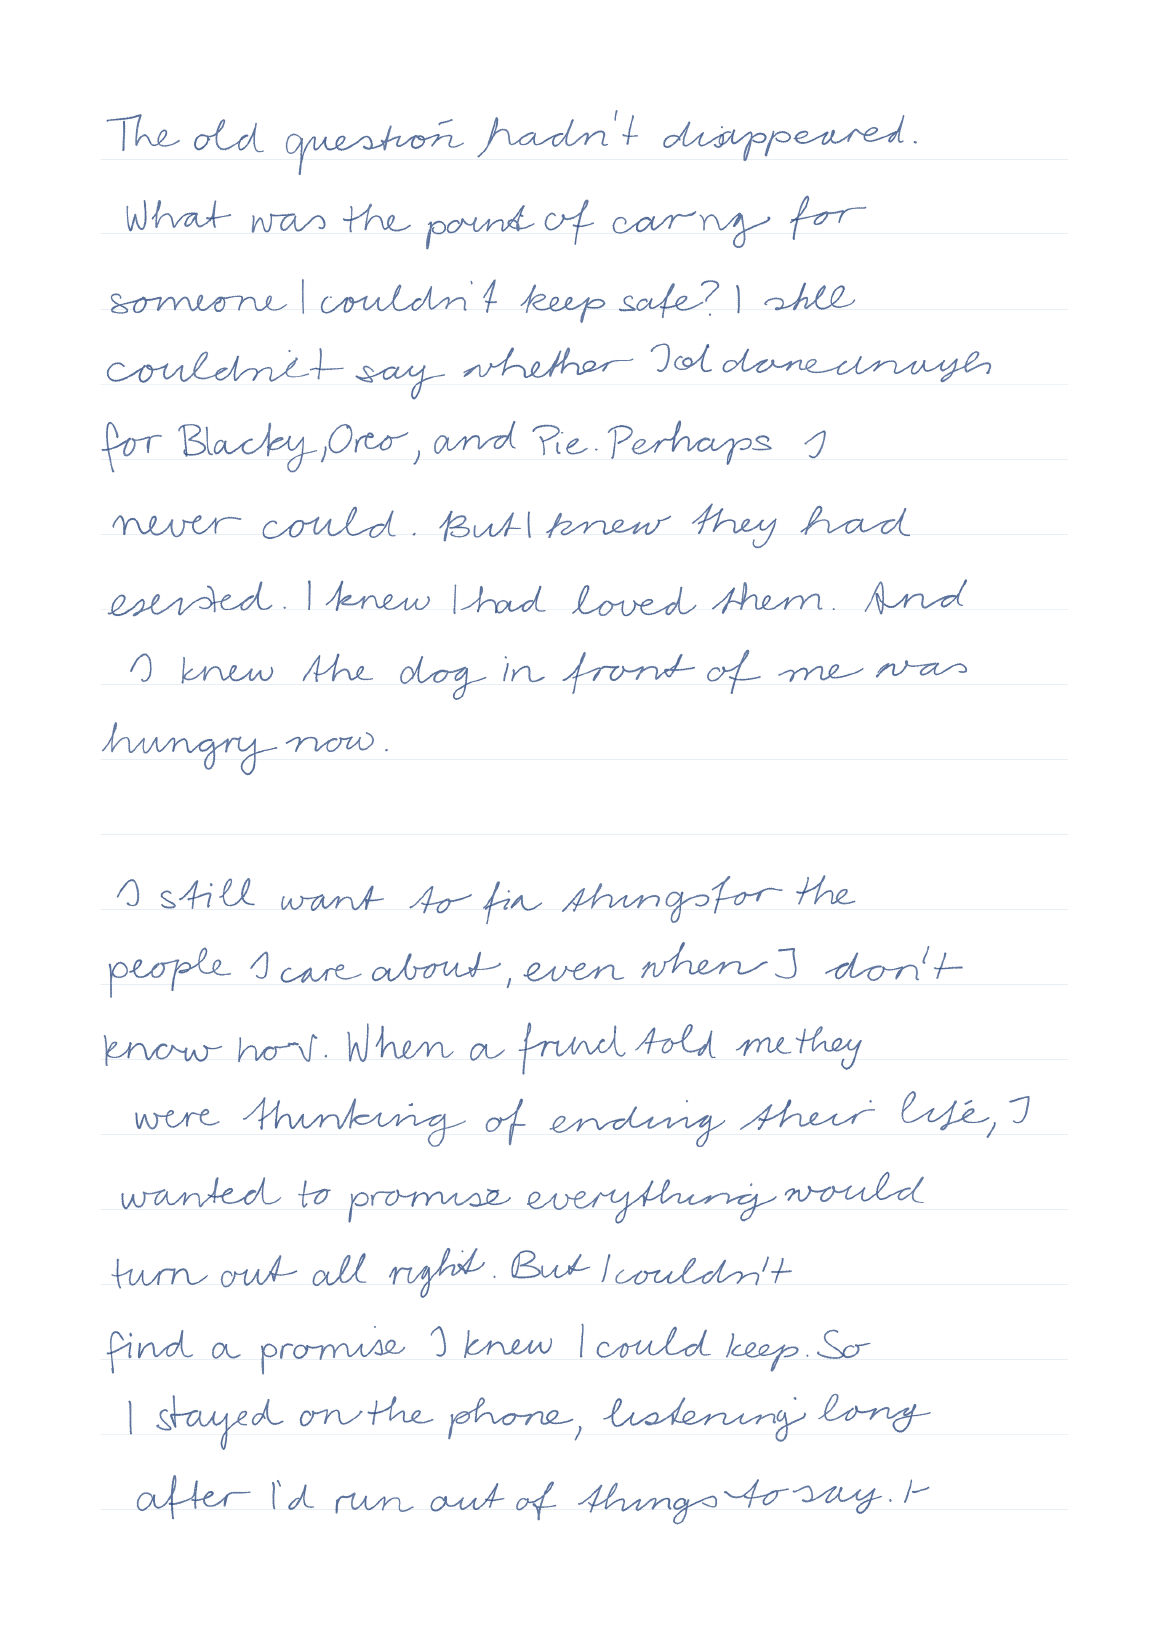 The old question hadn't disappeared.
What was the point of caring for
someone I couldn't keep safe? I still
couldn't say whether I'd done enough
for Blacky, Oreo, and Pie. Perhaps I
never could. But I knew they had
existed. I knew I had loved them. And
I knew the dog in front of me was
hungry now.
I still want to fix things for the
people I care about, even when I don't
know how. When a friend told me they
were thinking of ending their life, I
wanted to promise everything would
turn out all right. But I couldn't
find a promise I knew I could keep. So
I stayed on the phone, listening long
after I'd run out of things to say. It